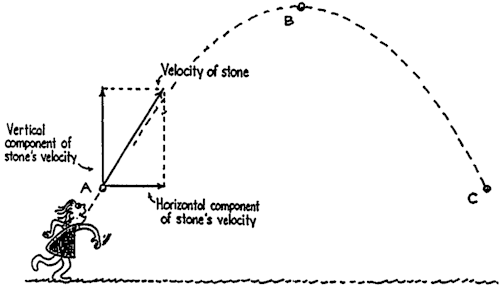 B
Velocity of stone
Vertical
component of
stone's velocity
A
Horizontal component
of stone's velocity
C